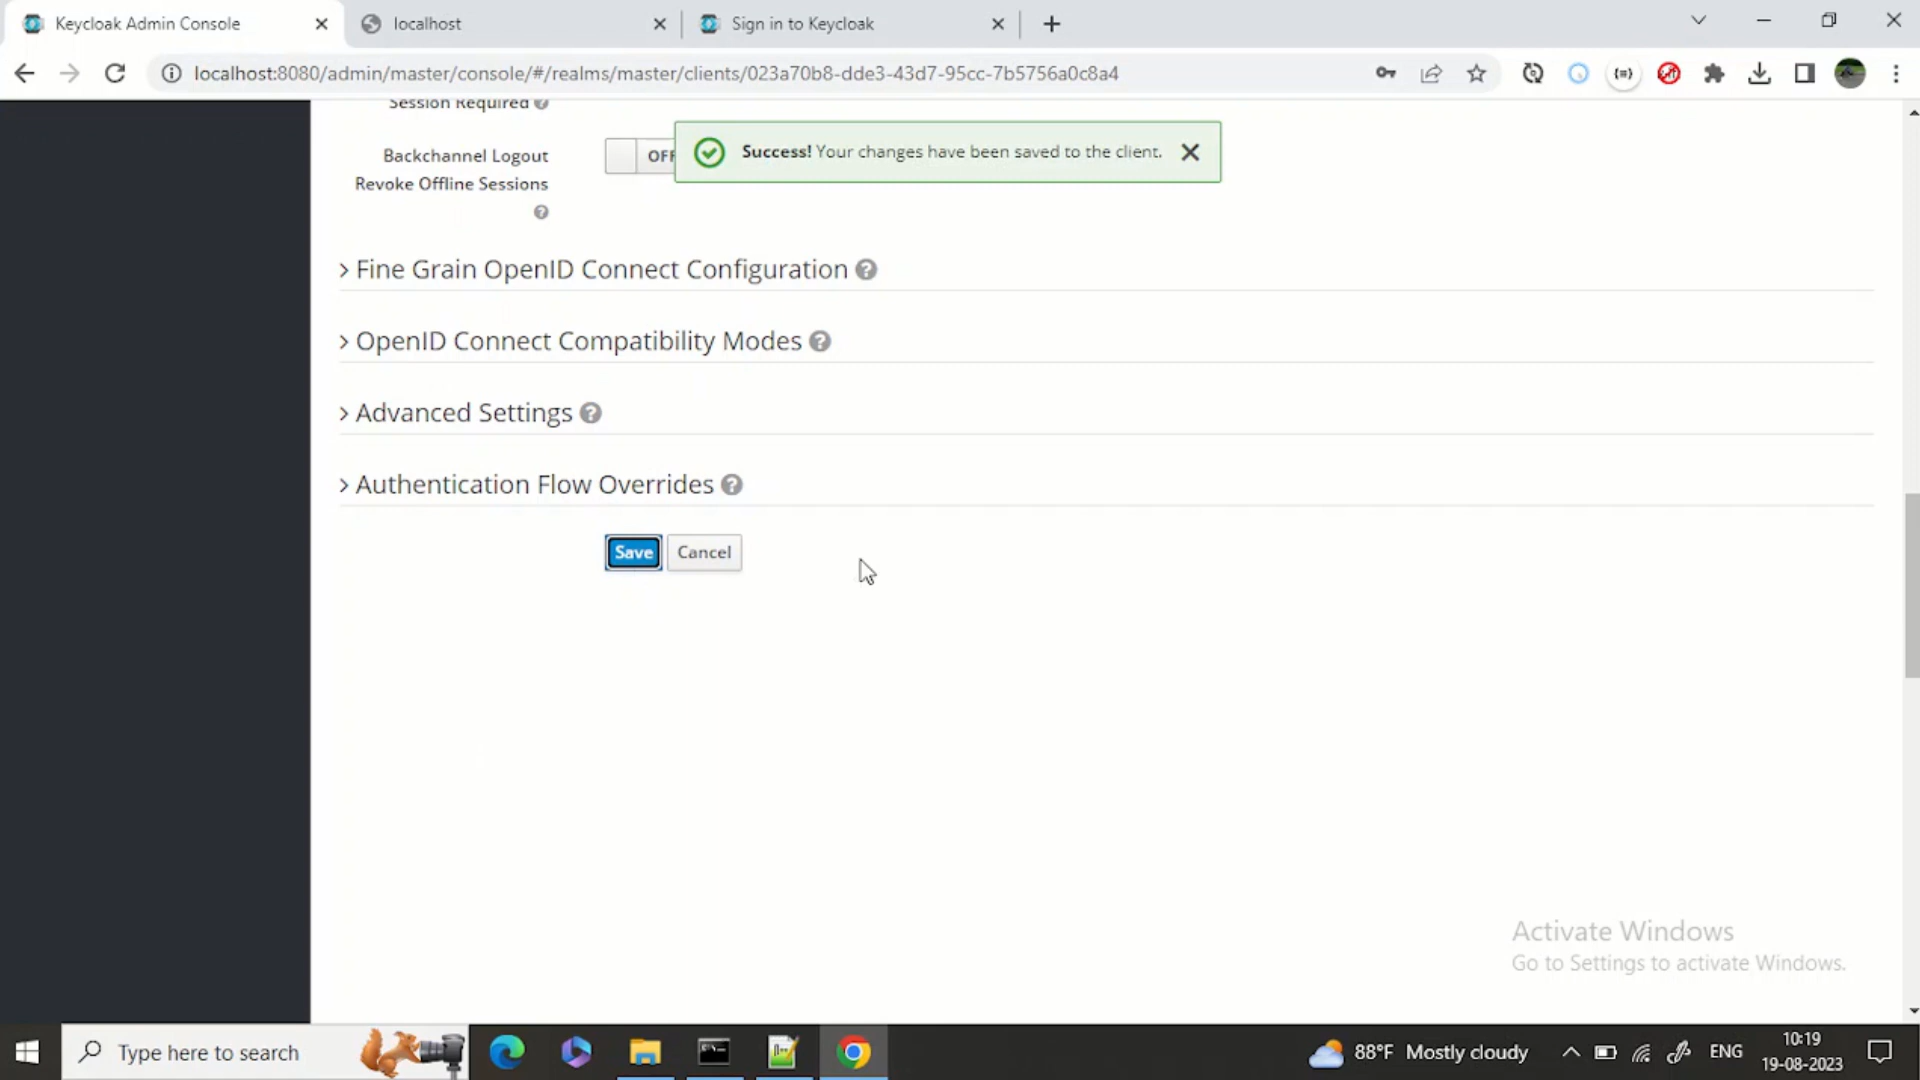 Keycloak Admin Console
localhost
Sign in to Keycloak
localhost:8080/admin/master/console/#/realms/master/clients/023a70b8-dde3-43d7-95cc-7b5756a0c8a4
Session Required
Backchannel Logout
Revoke Offline Sessions
OFF
Success! Your changes have been saved to the client.
Fine Grain OpenID Connect Configuration
OpenID Connect Compatibility Modes
Advanced Settings
Authentication Flow Overrides
Save
Cancel
Activate Windows
Go to Settings to activate Windows.
Type here to search
88°F Mostly cloudy
ENG
10:19
19-08-2023